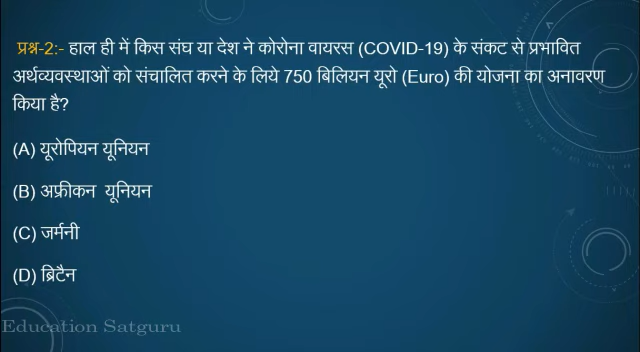 प्रश्न-2:- हाल ही में किस संघ या देश ने कोरोना वायरस (COVID-19) के संकट से प्रभावित
अर्थव्यवस्थाओं को संचालित करने के लिये 750 बिलियन यूरो (Euro) की योजना का अनावरण
किया है?
(A) यूरोपियन यूनियन
(B) अफ्रीकन यूनियन
(C) जर्मनी
(D) ब्रिटैन
Education Satguru